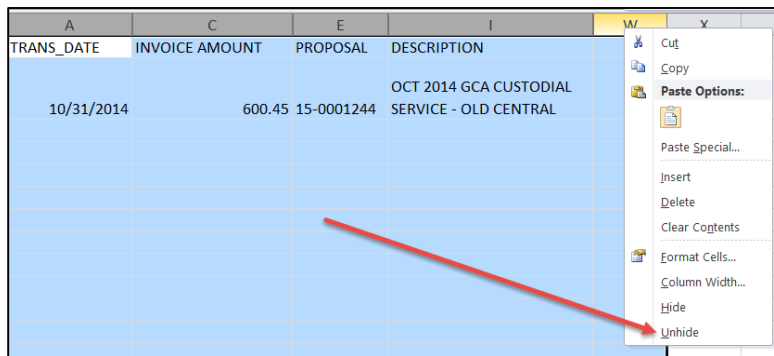 A C E I W X
TRANS_DATE INVOICE AMOUNT PROPOSAL DESCRIPTION
OCT 2014 GCA CUSTODIAL
10/31/2014 600.45 15-0001244 SERVICE - OLD CENTRAL
Cut
Copy
Paste Options:
Paste Special...
Insert
Delete
Clear Contents
Format Cells...
Column Width...
Hide
Unhide